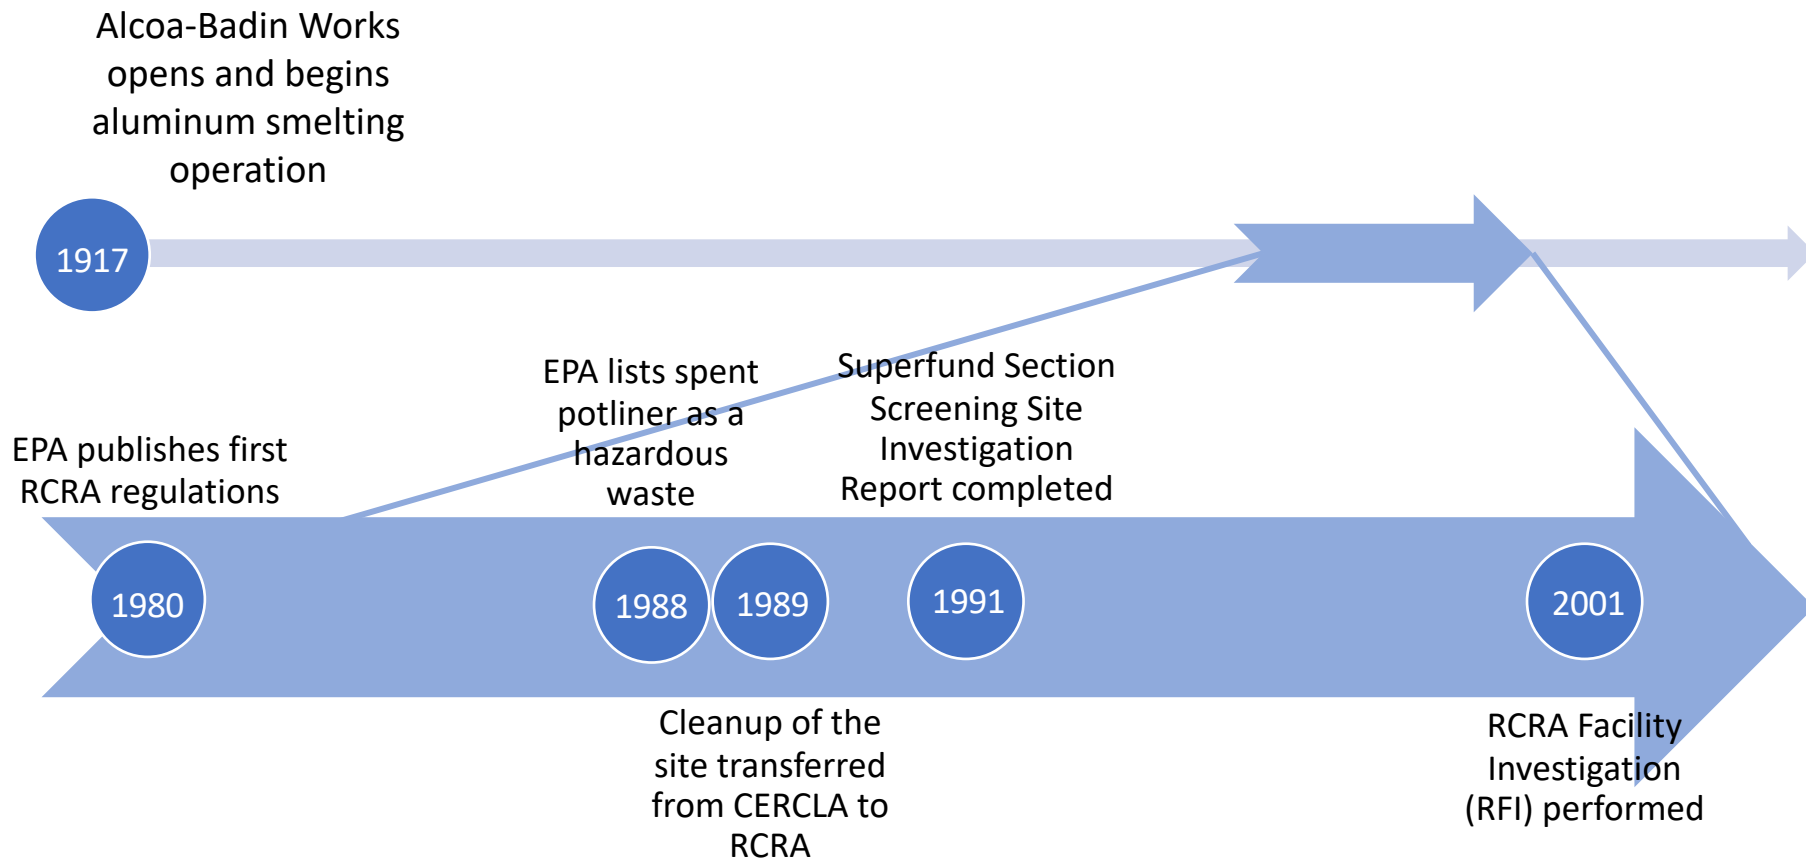 Alcoa-Badin Works
opens and begins
aluminum smelting
operation
1917
EPA publishes first
RCRA regulations
EPA lists spent
potliner as a
hazardous
waste
Superfund Section
Screening Site
Investigation
Report completed
1980
1988
1989
1991
2001
Cleanup of the
site transferred
from CERCLA to
RCRA
RCRA Facility
Investigation
(RFI) performed